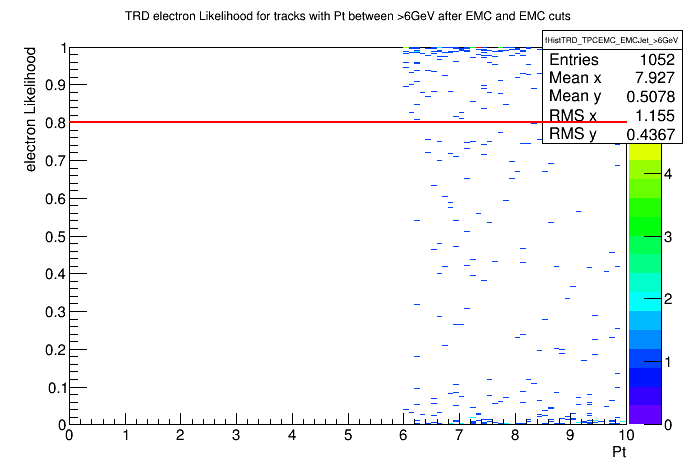 TRD electron Likelihood for tracks with Pt between >6GeV after EMC and EMC cuts
fHistTRD_TPCEMC_EMCJet_>6GeV
Entries 1052
Mean x 7.927
Mean y 0.5078
RMS x 1.155
RMS y 0.4367
electron Likelihood
1
0.9
0.8
0.7
0.6
0.5
0.4
0.3
0.2
0.1
0
0 1 2 3 4 5 6 7 8 9 10
Pt
4
3
2
1
0